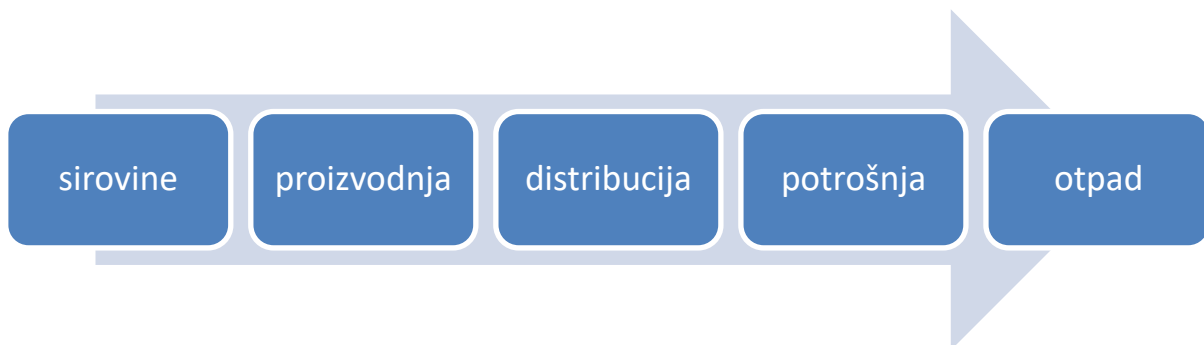 sirovine
proizvodnja
distribucija
potrošnja
otpad